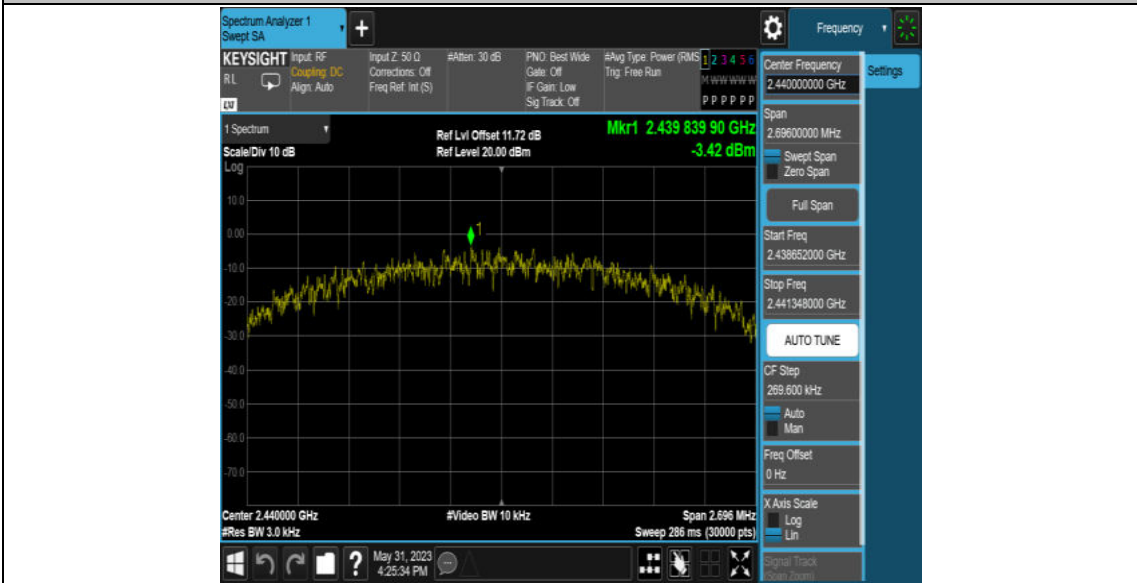 Spectrum Analyzer 1
Swept SA
+
Frequency
KEYSIGHT
Input: RF
Input Z: 50 Ω
#Atten: 30 dB
PNO: Best Wide
#Avg Type: Power (RMS
1 2 3 4 5 6
RL
Coupling: DC
Corrections: Off
Gate: Off
Trig: Free Run
M W W W W W
Align: Auto
Freq Ref: Int (S)
IF Gain: Low
Sig Track: Off
P P P P P P
LXI
Center Frequency
2.440000000 GHz
Settings
1 Spectrum
Ref Lvl Offset 11.72 dB
Mkr1 2.439 839 90 GHz
Scale/Div 10 dB
Ref Level 20.00 dBm
-3.42 dBm
Log
10.0
0.00
-10.0
-20.0
-30.0
-40.0
-50.0
-60.0
-70.0
1
Center 2.440000 GHz
#Video BW 10 kHz
Span 2.696 MHz
#Res BW 3.0 kHz
Sweep 286 ms (30000 pts)
Span
2.69600000 MHz
Swept Span
Zero Span
Full Span
Start Freq
2.438652000 GHz
Stop Freq
2.441348000 GHz
AUTO TUNE
CF Step
269.600 kHz
Auto
Man
Freq Offset
0 Hz
X Axis Scale
Log
Lin
Signal Track
(Span Zoom)
?
May 31, 2023
4:25:34 PM